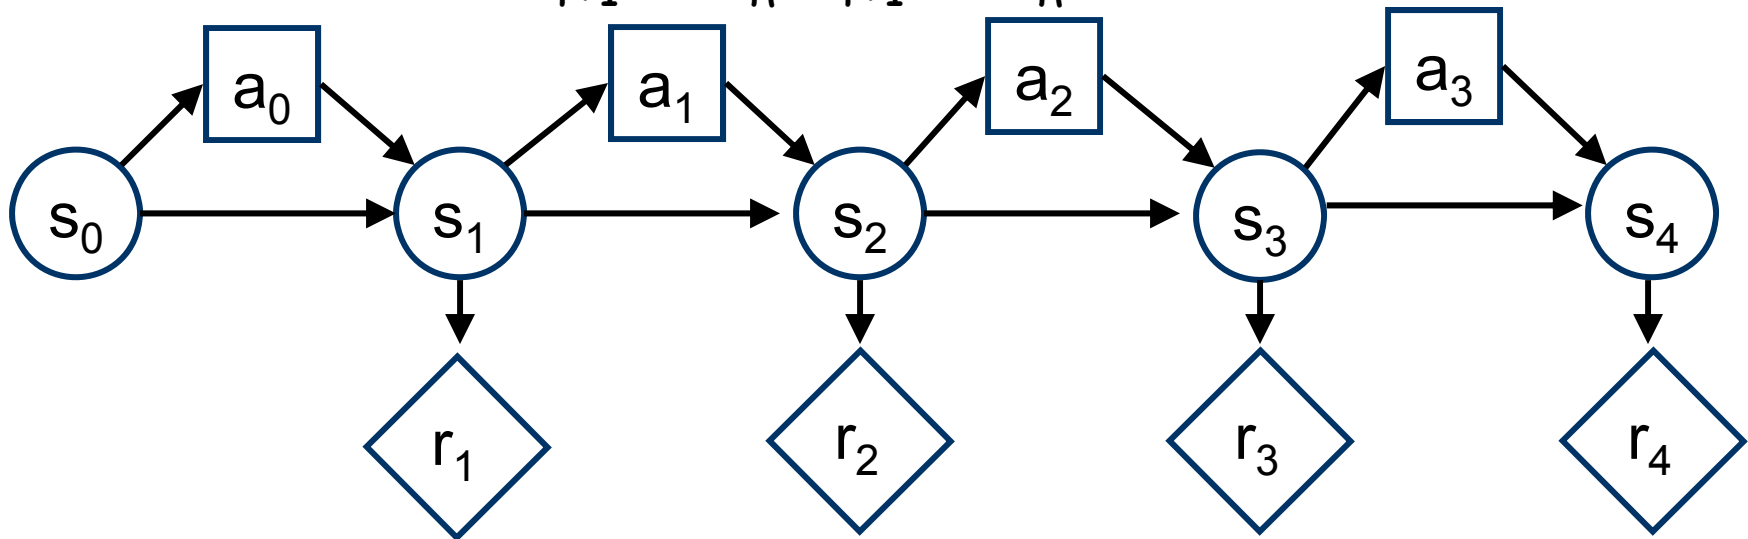 a₀ a₁ a₂ a₃
s₀ s₁ s₂ s₃ s₄
r₁ r₂ r₃ r₄